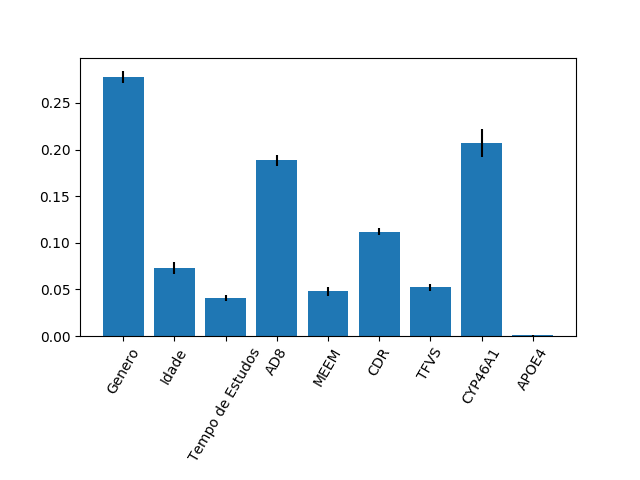 0.25
0.20
0.15
0.10
0.05
0.00
Genero
Idade
Tempo de Estudos
AD8
MEEM
CDR
TFVS
CYP46A1
APOE4